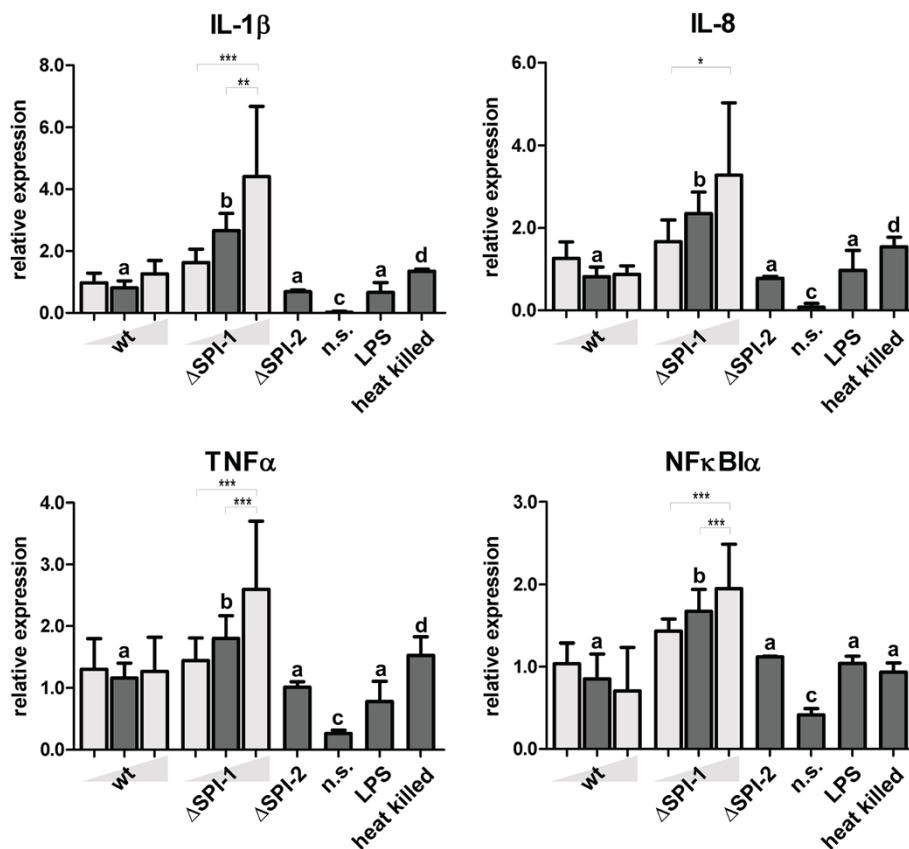 IL-1β
***
**
8.0
6.0
4.0
2.0
0.0
relative expression
a
b
a
c
a
d
wt
ΔSPI-1
ΔSPI-2
n.s.
LPS
heat killed
IL-8
*
6.0
4.0
2.0
0.0
relative expression
a
b
a
c
a
d
wt
ΔSPI-1
ΔSPI-2
n.s.
LPS
heat killed
TNFα
***
***
4.0
3.0
2.0
1.0
0.0
relative expression
a
b
a
c
a
d
wt
ΔSPI-1
ΔSPI-2
n.s.
LPS
heat killed
NFκBIα
***
***
3.0
2.0
1.0
0.0
relative expression
a
b
a
c
a
a
wt
ΔSPI-1
ΔSPI-2
n.s.
LPS
heat killed